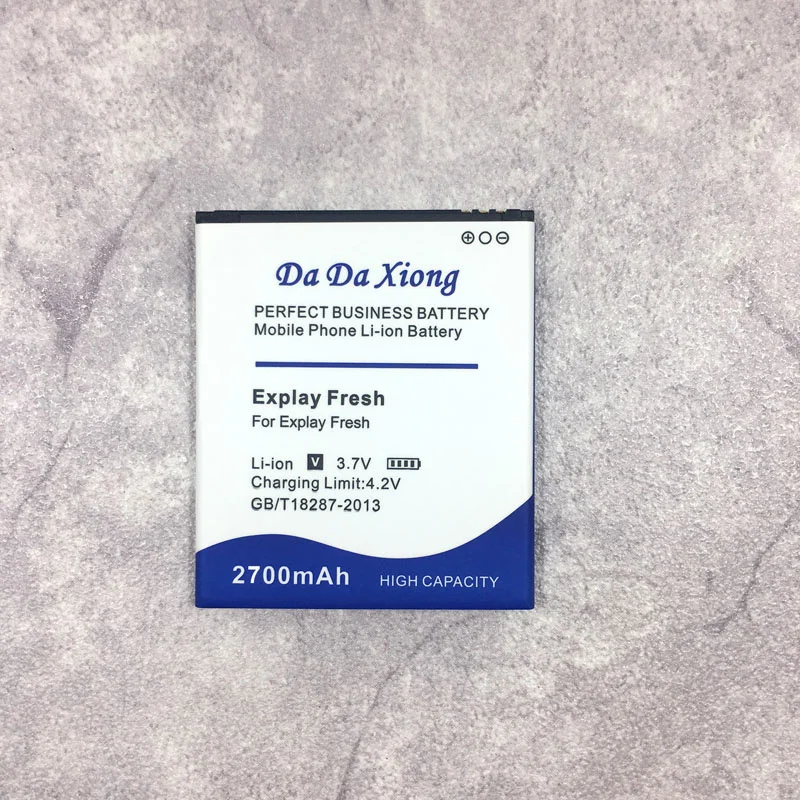 Da Da Xiong
PERFECT BUSINESS BATTERY
Mobile Phone Li-ion Battery
Explay Fresh
For Explay Fresh
Li-ion V 3.7V
Charging Limit:4.2V
GB/T18287-2013
2700mAh HIGH CAPACITY